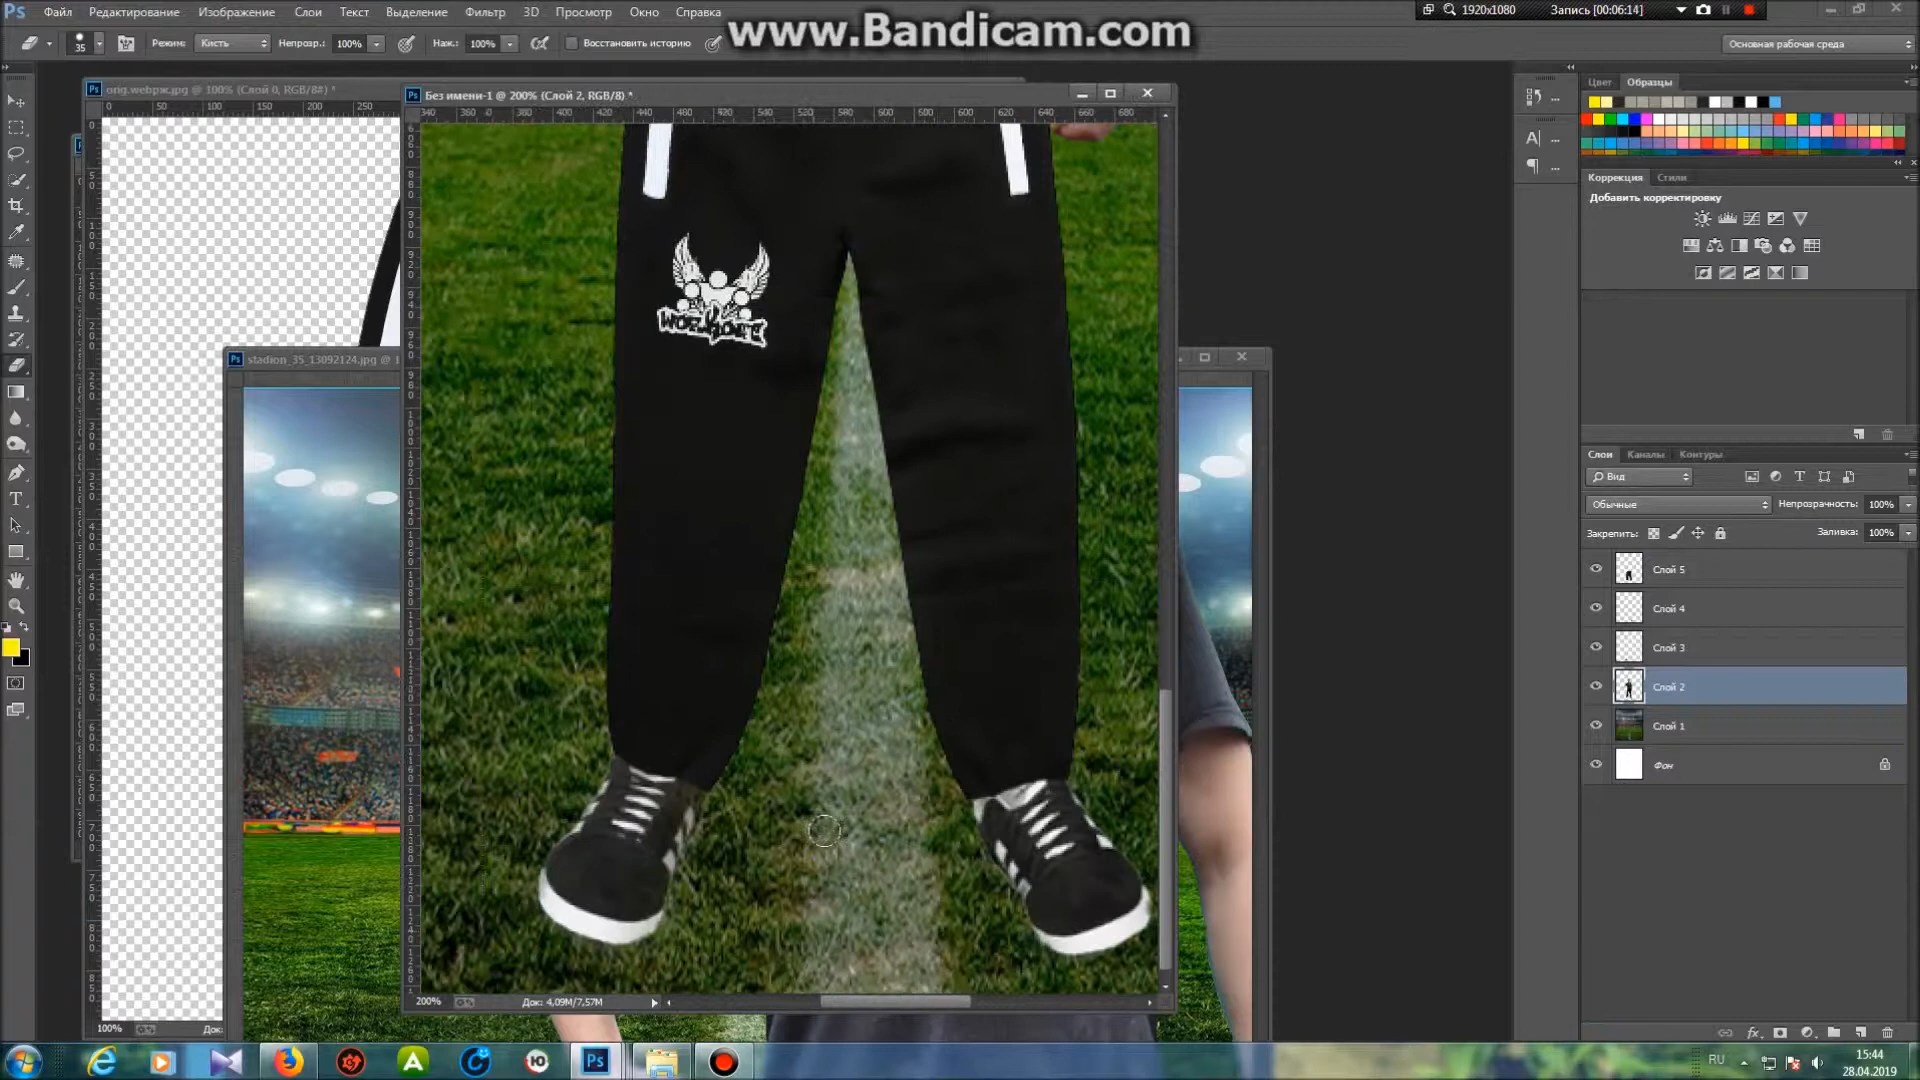 Ps Файл Редактирование Изображение Слои Текст Выделение Фильтр 3D Просмотр Окно Справка
www.Bandicam.com
1920x1080 Запись [00:06:14]
35 Режим: Кисть Непрозр.: 100% Наж.: 100% Восстановить историю
Основная рабочая среда
orig.webpж.jpg @ 100% (Слой 0, RGB/8#) *
Без имени-1 @ 200% (Слой 2, RGB/8) *
Цвет Образцы
Коррекция Стили
Добавить корректировку
stadion_35_13092124.jpg @
Слои Каналы Контуры
Вид
Обычные Непрозрачность: 100%
Закрепить: Заливка: 100%
Слой 5
Слой 4
Слой 3
Слой 2
Слой 1
Фон
200% Док: 4,09M/7,57M
100% Док:
RU 15:44
28.04.2019